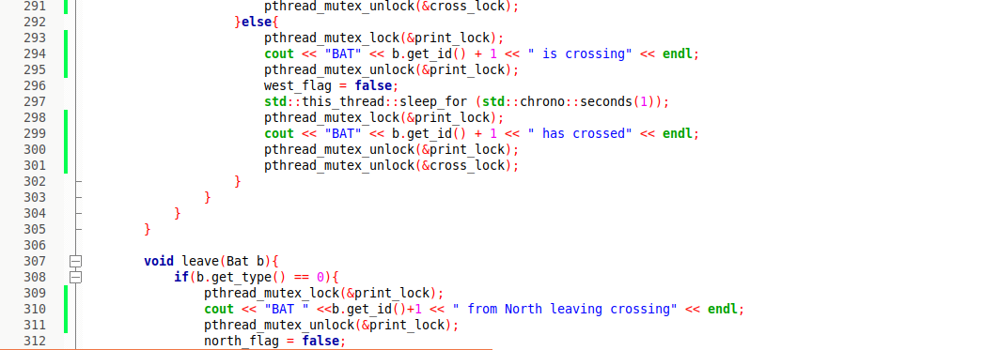 291 pthread_mutex_unlock(&cross_lock);
292 }else{
293 pthread_mutex_lock(&print_lock);
294 cout << "BAT" << b.get_id() + 1 << " is crossing" << endl;
295 pthread_mutex_unlock(&print_lock);
296 west_flag = false;
297 std::this_thread::sleep_for (std::chrono::seconds(1));
298 pthread_mutex_lock(&print_lock);
299 cout << "BAT" << b.get_id() + 1 << " has crossed" << endl;
300 pthread_mutex_unlock(&print_lock);
301 pthread_mutex_unlock(&cross_lock);
302 }
303 }
304 }
305 }
306
307 void leave(Bat b){
308 if(b.get_type() == 0){
309 pthread_mutex_lock(&print_lock);
310 cout << "BAT " <<b.get_id()+1 << " from North leaving crossing" << endl;
311 pthread_mutex_unlock(&print_lock);
312 north_flag = false;